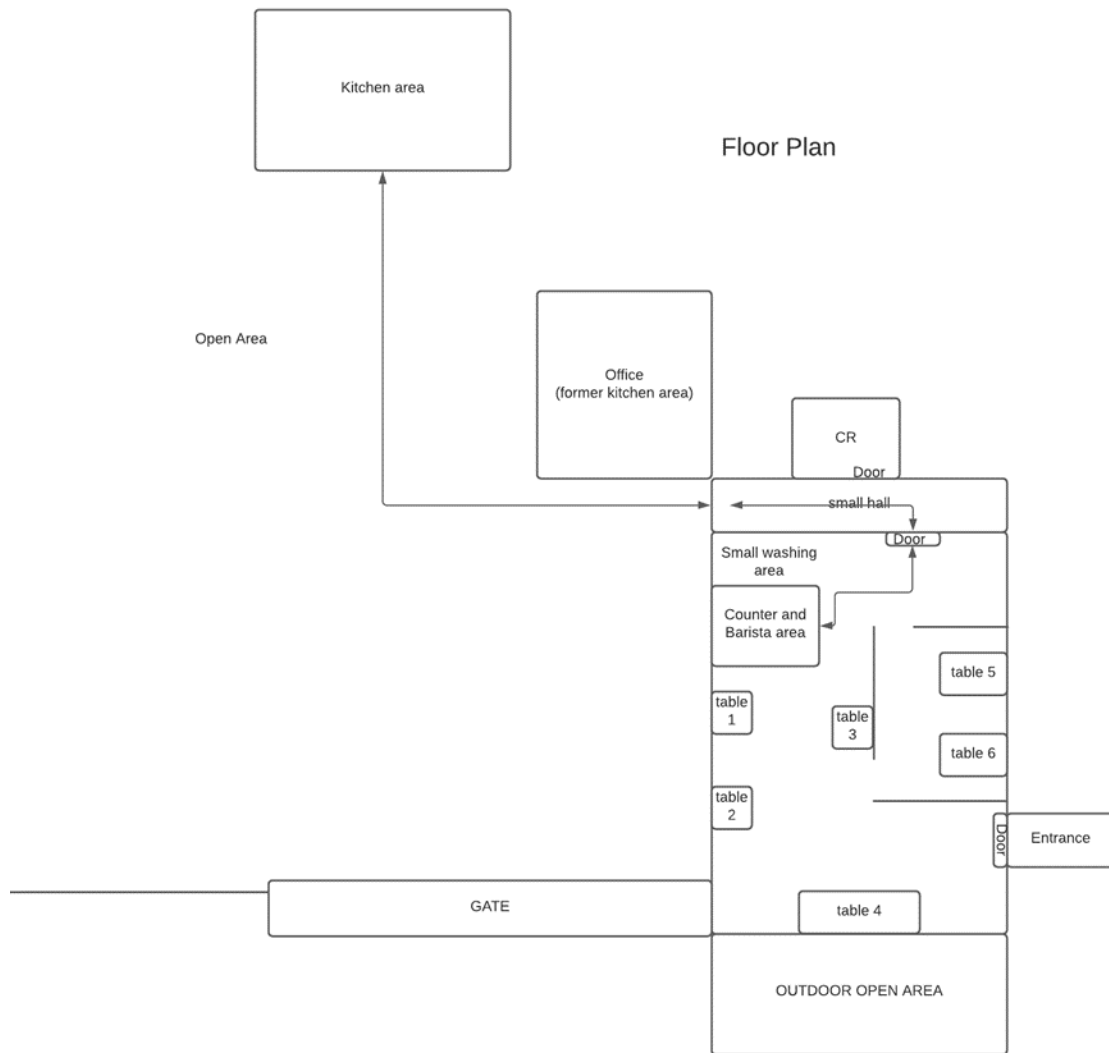 Kitchen area
Floor Plan
Open Area
Office
(former kitchen area)
CR
Door
small hall
Door
Small washing
area
Counter and
Barista area
table 5
table
1
table
3
table 6
table
2
Door
Entrance
GATE
table 4
OUTDOOR OPEN AREA